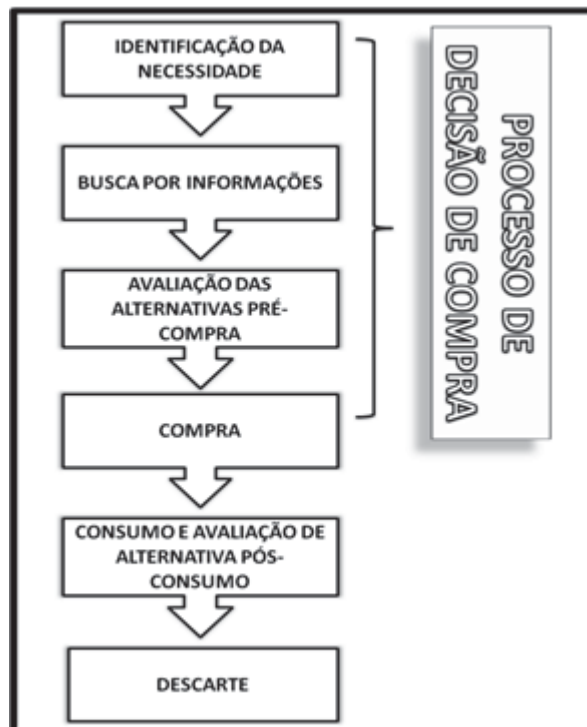 IDENTIFICAÇÃO DA
NECESSIDADE
BUSCA POR INFORMAÇÕES
AVALIAÇÃO DAS
ALTERNATIVAS PRÉ-
COMPRA
COMPRA
CONSUMO E AVALIAÇÃO DE
ALTERNATIVA PÓS-
CONSUMO
DESCARTE
PROCESSO DE
DECISÃO DE COMPRA